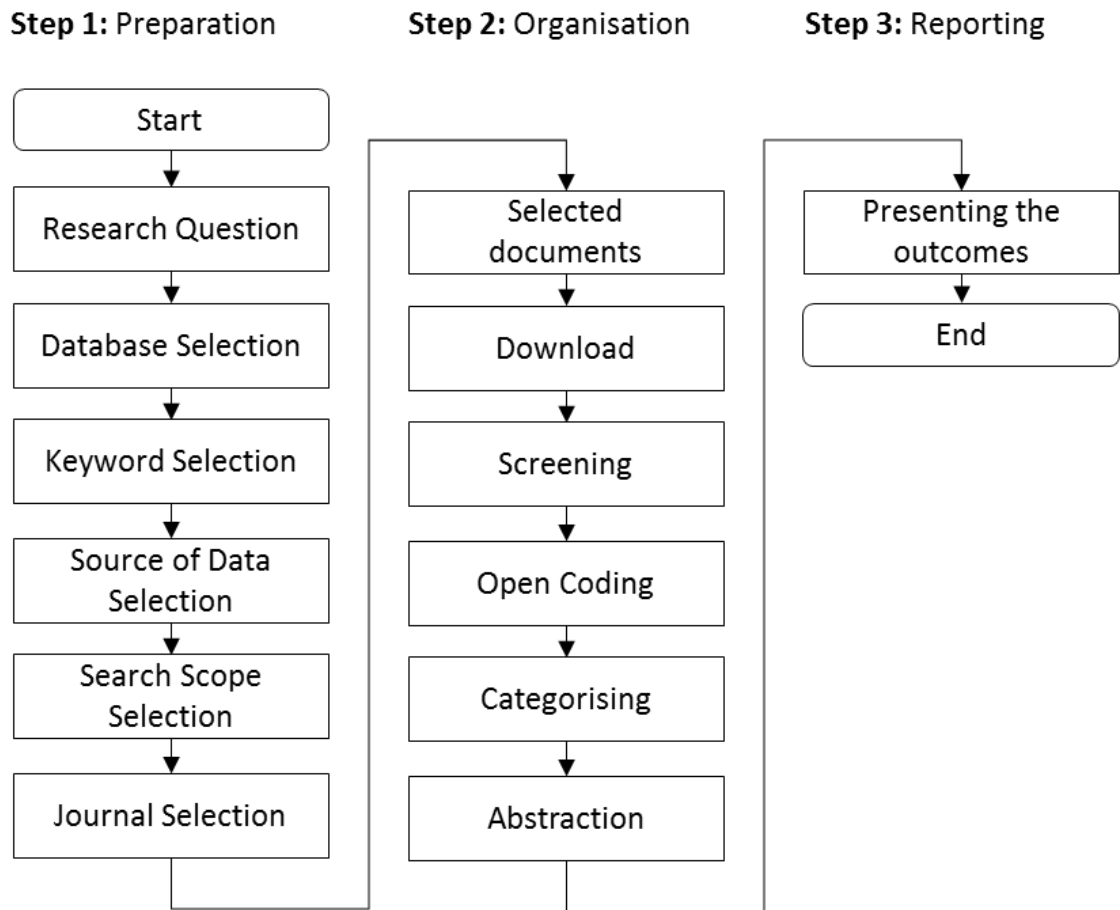 Step 1: Preparation
Start
Research Question
Database Selection
Keyword Selection
Source of Data
Selection
Search Scope
Selection
Journal Selection
Step 2: Organisation
Selected
documents
Download
Screening
Open Coding
Categorising
Abstraction
Step 3: Reporting
Presenting the
outcomes
End